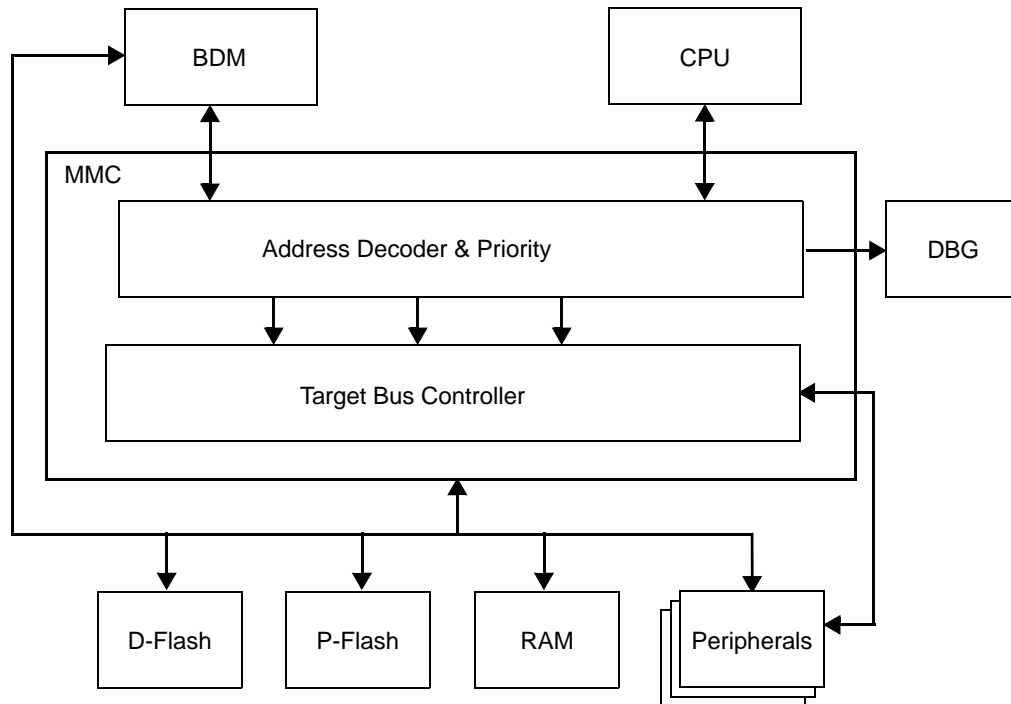 BDM
CPU
MMC
Address Decoder & Priority
DBG
Target Bus Controller
D-Flash
P-Flash
RAM
Peripherals